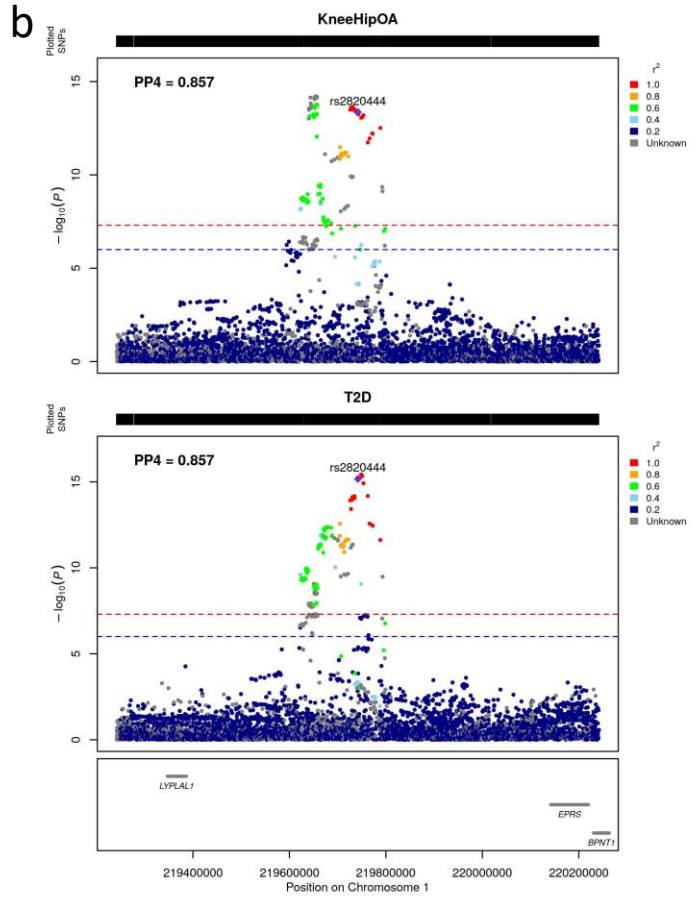 b
KneeHipOA
Plotted
SNPs
PP4 = 0.857
rs2820444
r²
1.0
0.8
0.6
0.4
0.2
Unknown
15
10
5
0
−log₁₀(P)
T2D
Plotted
SNPs
PP4 = 0.857
rs2820444
r²
1.0
0.8
0.6
0.4
0.2
Unknown
15
10
5
0
−log₁₀(P)
LYPLAL1
EPRS
BPNT1
219400000 219600000 219800000 220000000 220200000
Position on Chromosome 1